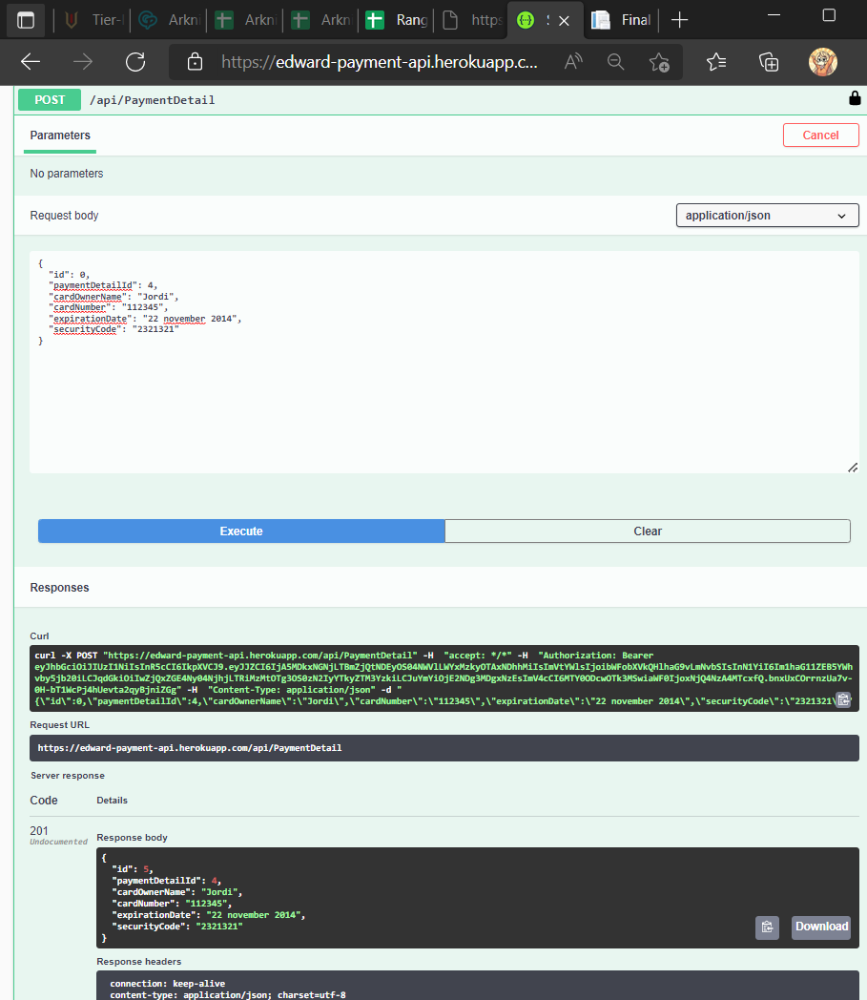 Tier-
Arkni
Arkni
Arkn
Rang
https
Final
https://edward-payment-api.herokuapp.c...
POST /api/PaymentDetail
Parameters
Cancel
No parameters
Request body
application/json
{
"id": 0,
"paymentDetailId": 4,
"cardOwnerName": "Jordi",
"cardNumber": "112345",
"expirationDate": "22 november 2014",
"securityCode": "2321321"
}
Execute
Clear
Responses
Curl
curl -X POST "https://edward-payment-api.herokuapp.com/api/PaymentDetail" -H "accept: */*" -H "Authorization: Bearer
0H-bT1WcPj4hUevta2qyBjniZGg" -H "Content-Type: application/json" -d "
{\"id\":0,\"paymentDetailId\":4,\"cardOwnerName\":\"Jordi\",\"cardNumber\":\"112345\",\"expirationDate\":\"22 november 2014\",\"securityCode\":\"2321321\
Request URL
https://edward-payment-api.herokuapp.com/api/PaymentDetail
Server response
Code
Details
201
Undocumented
Response body
{
"id": 5,
"paymentDetailId": 4,
"cardOwnerName": "Jordi",
"cardNumber": "112345",
"expirationDate": "22 november 2014",
"securityCode": "2321321"
}
Download
Response headers
connection: keep-alive
content-type: application/json; charset=utf-8